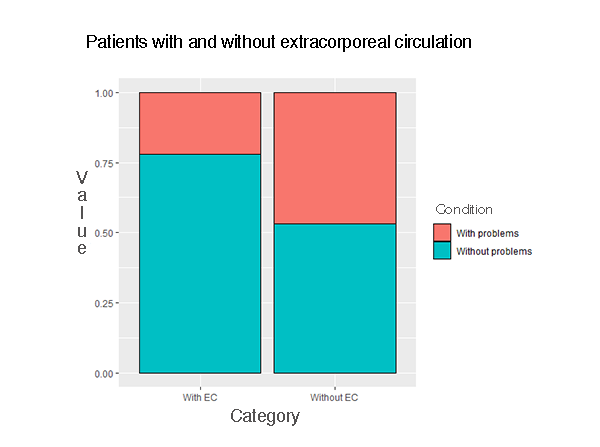 Patients with and without extracorporeal circulation
1.00
0.75
0.50
0.25
0.00
Value
With EC
Without EC
Category
Condition
With problems
Without problems